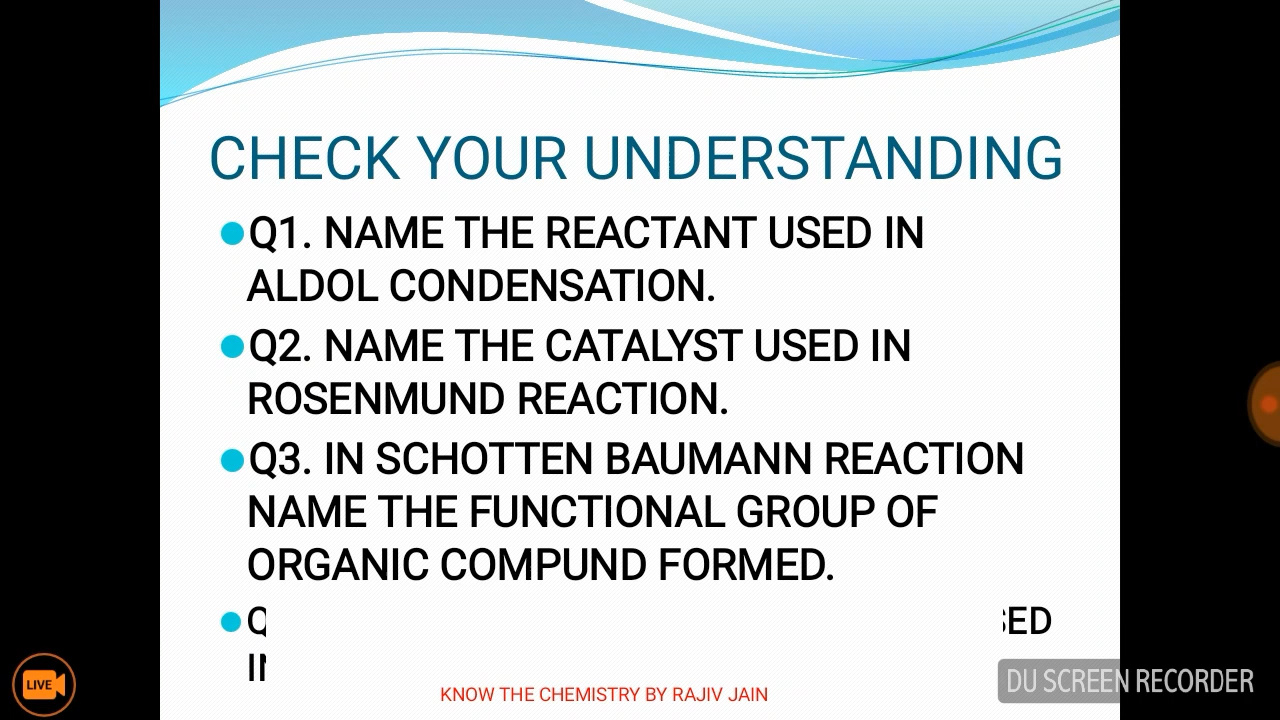 CHECK YOUR UNDERSTANDING
Q1. NAME THE REACTANT USED IN
ALDOL CONDENSATION.
Q2. NAME THE CATALYST USED IN
ROSENMUND REACTION.
Q3. IN SCHOTTEN BAUMANN REACTION
NAME THE FUNCTIONAL GROUP OF
ORGANIC COMPUND FORMED.
KNOW THE CHEMISTRY BY RAJIV JAIN
LIVE
DU SCREEN RECORDER